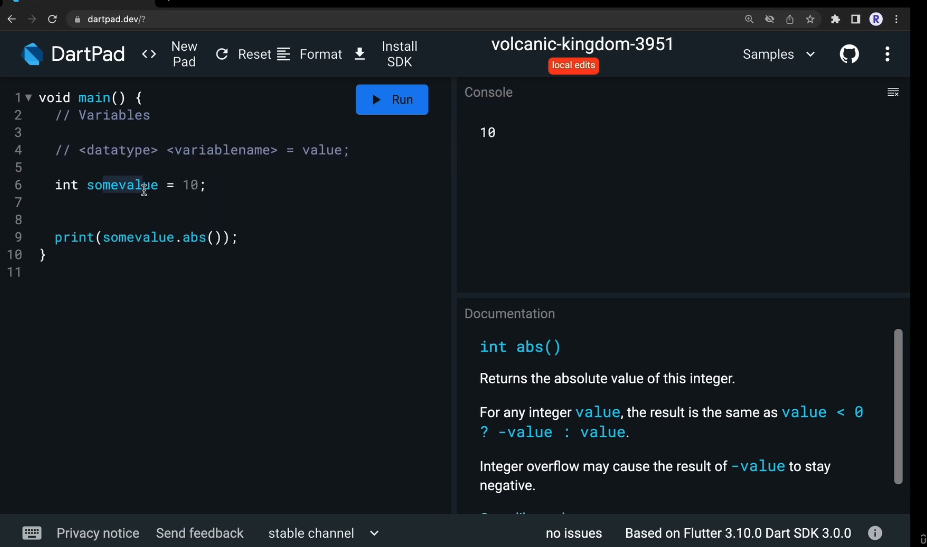 dartpad.dev/?
R
DartPad
<>
New Pad
Reset
Format
Install SDK
volcanic-kingdom-3951
local edits
Samples
1 void main() {
2 // Variables
3
4 // <datatype> <variablename> = value;
5
6 int somevalue = 10;
7
8
9 print(somevalue.abs());
10 }
11
Run
Console
10
Documentation
int abs()
Returns the absolute value of this integer.
For any integer value, the result is the same as value < 0
? -value : value.
Integer overflow may cause the result of -value to stay
negative.
Privacy notice
Send feedback
stable channel
no issues
Based on Flutter 3.10.0 Dart SDK 3.0.0